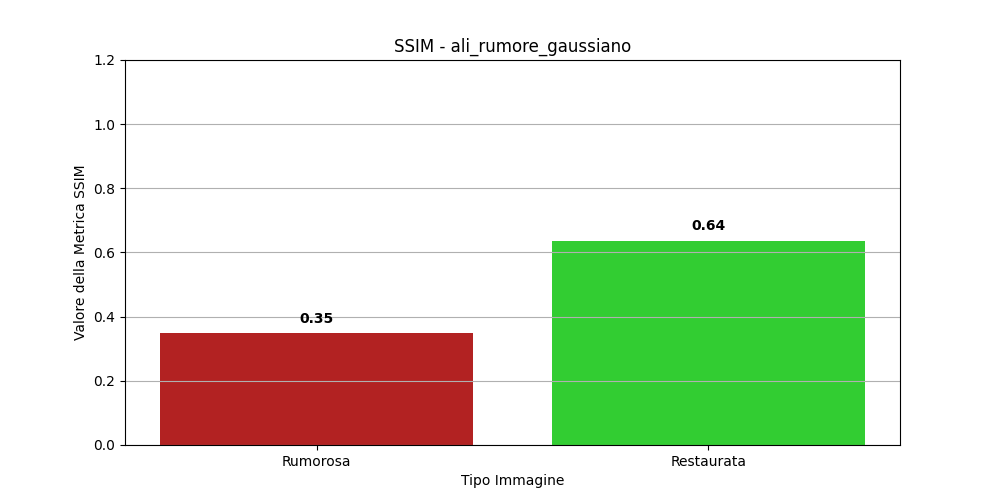 SSIM - ali_rumore_gaussiano
Valore della Metrica SSIM
1.2
1.0
0.8
0.6
0.4
0.2
0.0
0.35
0.64
Rumorosa
Restaurata
Tipo Immagine